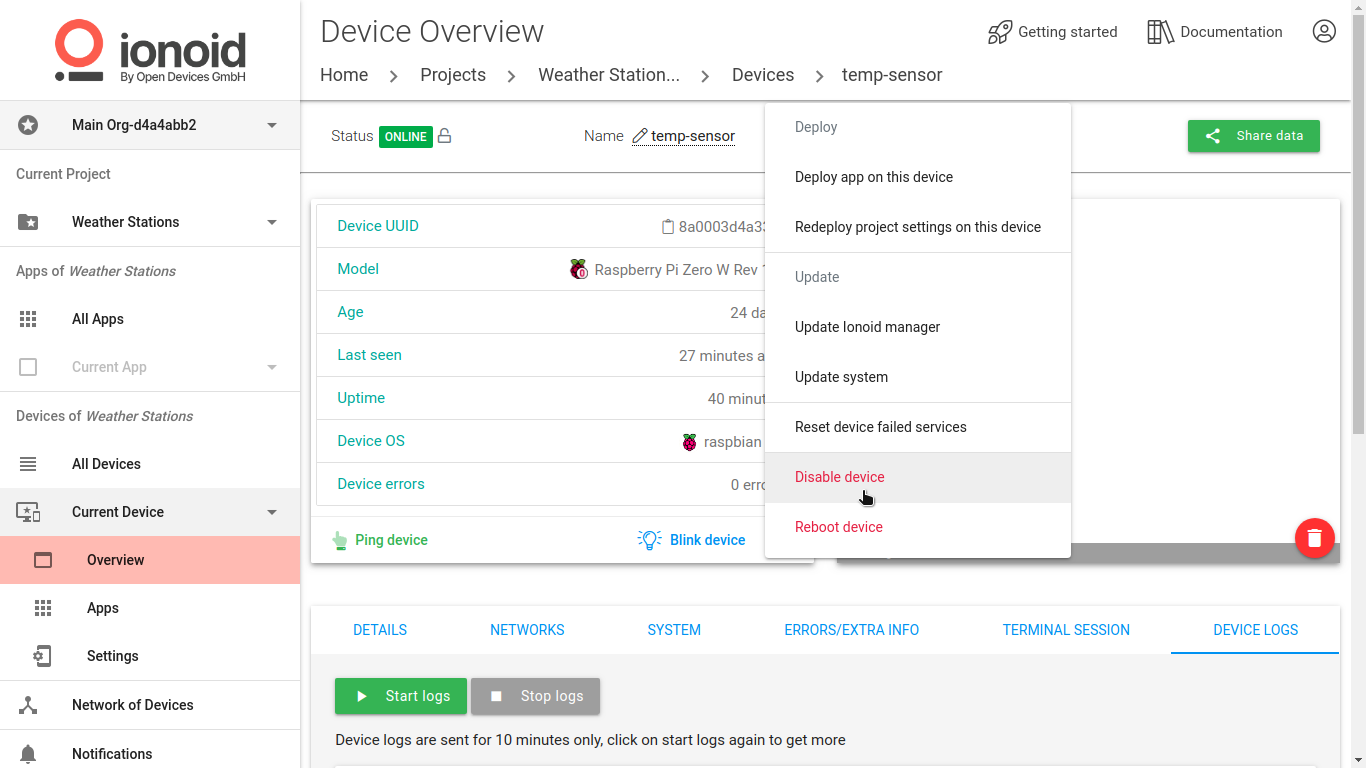 ionoid
By Open Devices GmbH
Device Overview
Getting started
Documentation
Home
Projects
Weather Station...
Devices
temp-sensor
Main Org-d4a4abb2
Current Project
Weather Stations
Apps of Weather Stations
All Apps
Current App
Devices of Weather Stations
All Devices
Current Device
Overview
Apps
Settings
Network of Devices
Notifications
Status ONLINE
Name temp-sensor
Share data
Device UUID
Model
Raspberry Pi Zero W Rev
Age
24
Last seen
27 minutes
Uptime
40
Device OS
raspbian
Device errors
0
Ping device
Blink device
Deploy
Deploy app on this device
Redeploy project settings on this device
Update
Update Ionoid manager
Update system
Reset device failed services
Disable device
Reboot device
DETAILS
NETWORKS
SYSTEM
ERRORS/EXTRA INFO
TERMINAL SESSION
DEVICE LOGS
Start logs
Stop logs
Device logs are sent for 10 minutes only, click on start logs again to get more